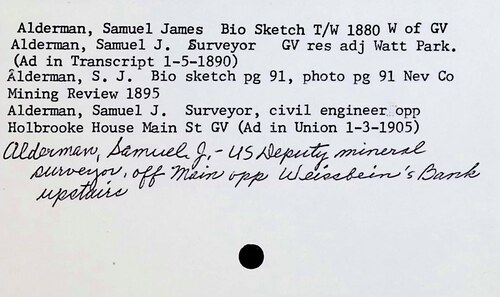 Alderman, Samuel James  Bio Sketch T/W 1880 W of GV
Alderman, Samuel J.  Surveyor   GV res adj Watt Park.
(Ad in Transcript 1-5-1890)
Alderman, S. J.  Bio sketch pg 91, photo pg 91 Nev Co
Mining Review 1895
Alderman, Samuel J.  Surveyor, civil engineer opp
Holbrooke House Main St GV (Ad in Union 1-3-1905)
Alderman, Samuel J. - US Deputy mineral
surveyor, off Main opp Weissbein's Bank
upstairs